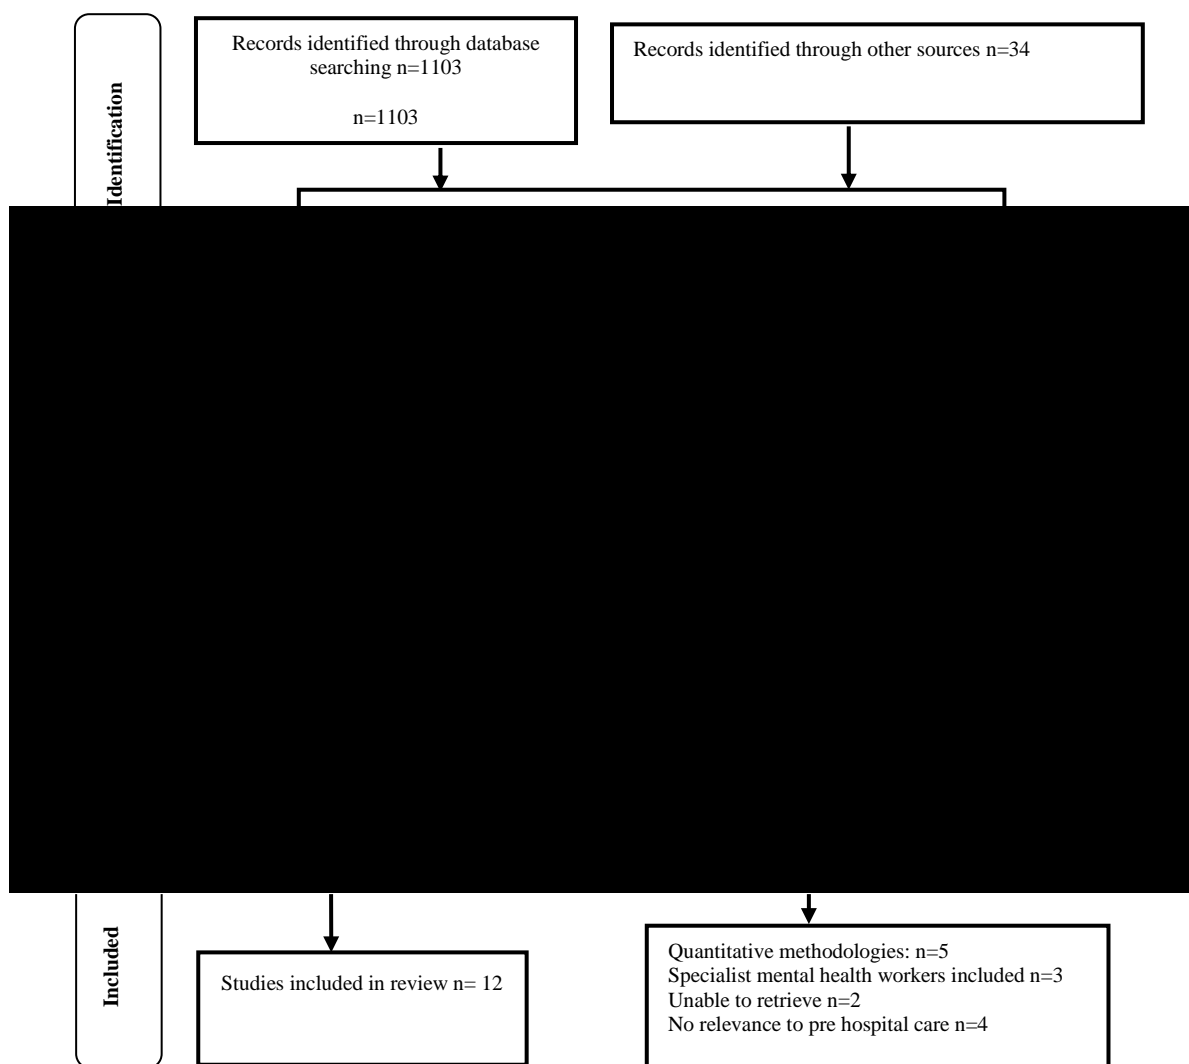 Identification
Records identified through database
searching n=1103
n=1103
Records identified through other sources n=34
Included
Studies included in review n= 12
Quantitative methodologies: n=5
Specialist mental health workers included n=3
Unable to retrieve n=2
No relevance to pre hospital care n=4